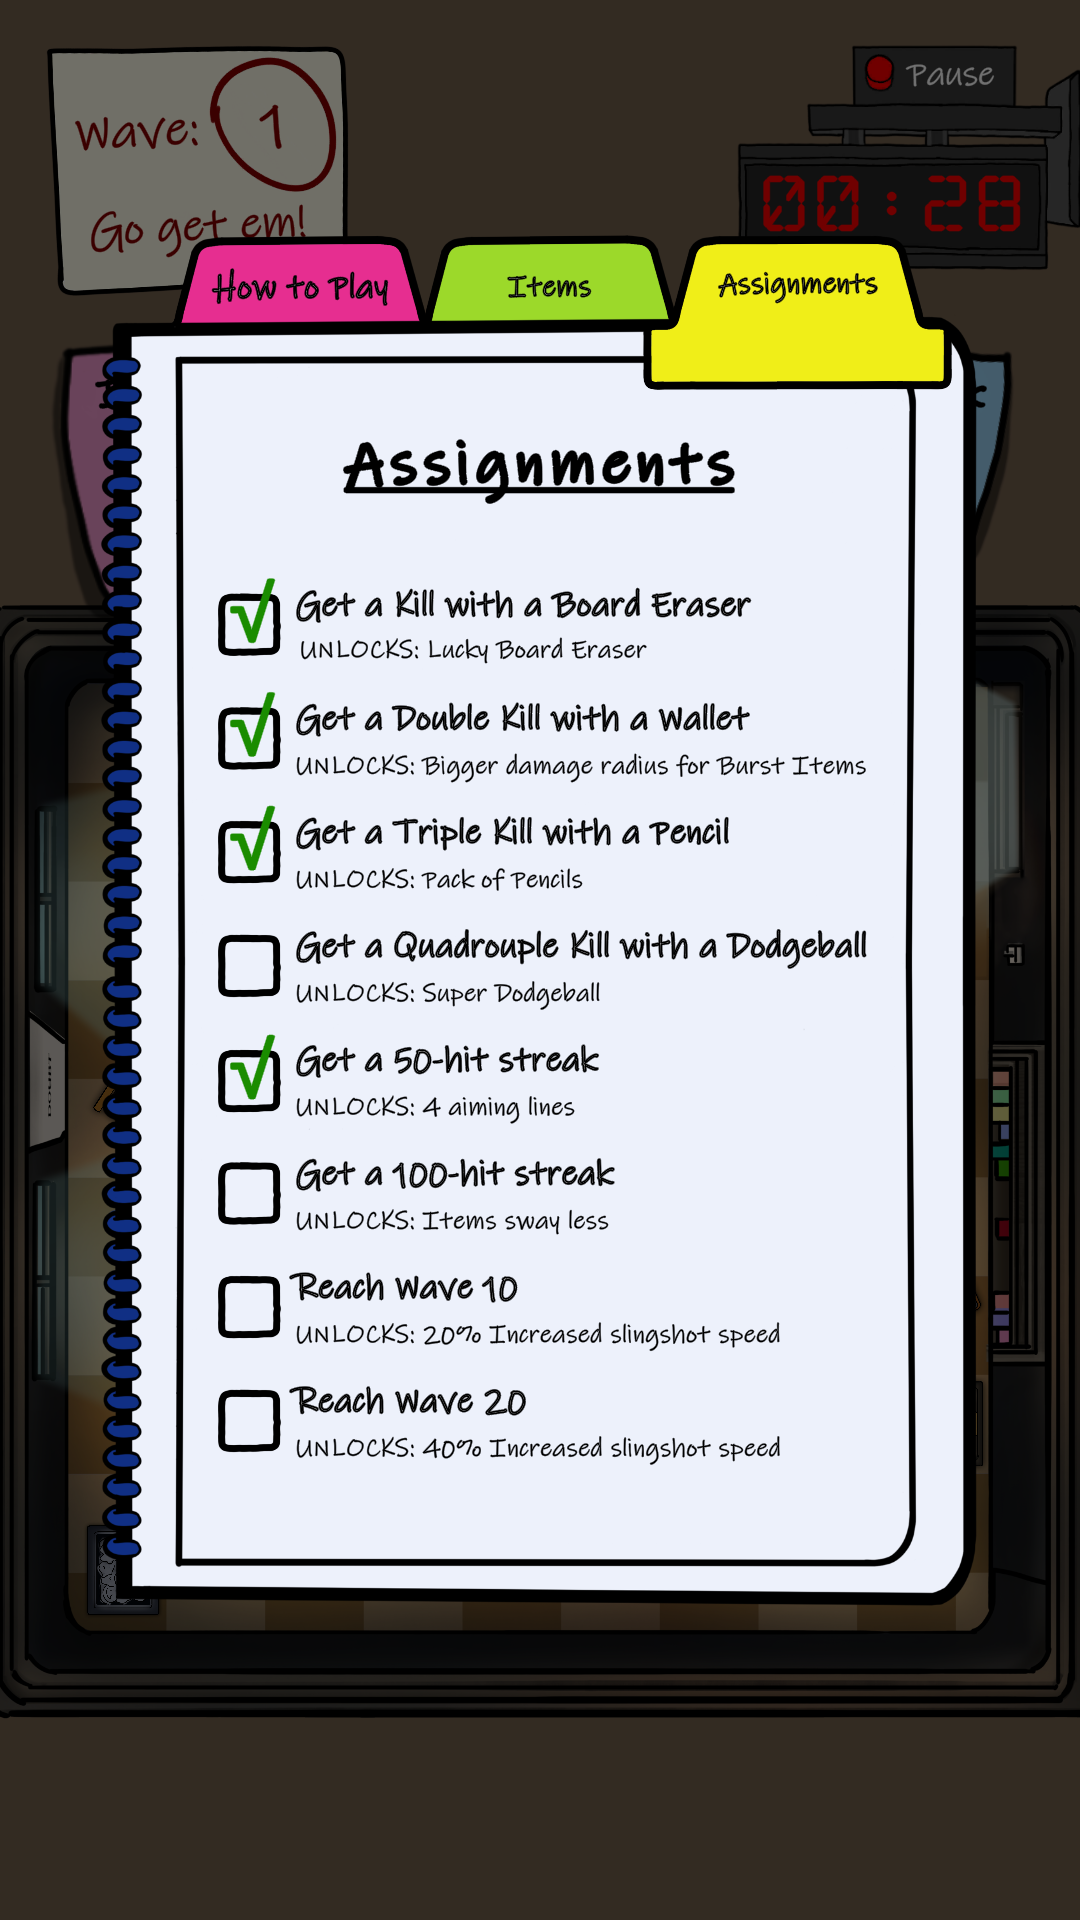 Wave: 1
Go get em!
Pause
00:28
How to Play
Items
Assignments
Assignments
Get a Kill with a Board Eraser
UNLOCKS: Lucky Board Eraser
Get a Double Kill with a Wallet
UNLOCKS: Bigger damage radius for Burst Items
Get a Triple Kill with a Pencil
UNLOCKS: Pack of Pencils
Get a Quadrouple Kill with a Dodgeball
UNLOCKS: Super Dodgeball
Get a 50-hit streak
UNLOCKS: 4 aiming lines
Get a 100-hit streak
UNLOCKS: Items sway less
Reach Wave 10
UNLOCKS: 20% Increased slingshot speed
Reach Wave 20
UNLOCKS: 40% Increased slingshot speed